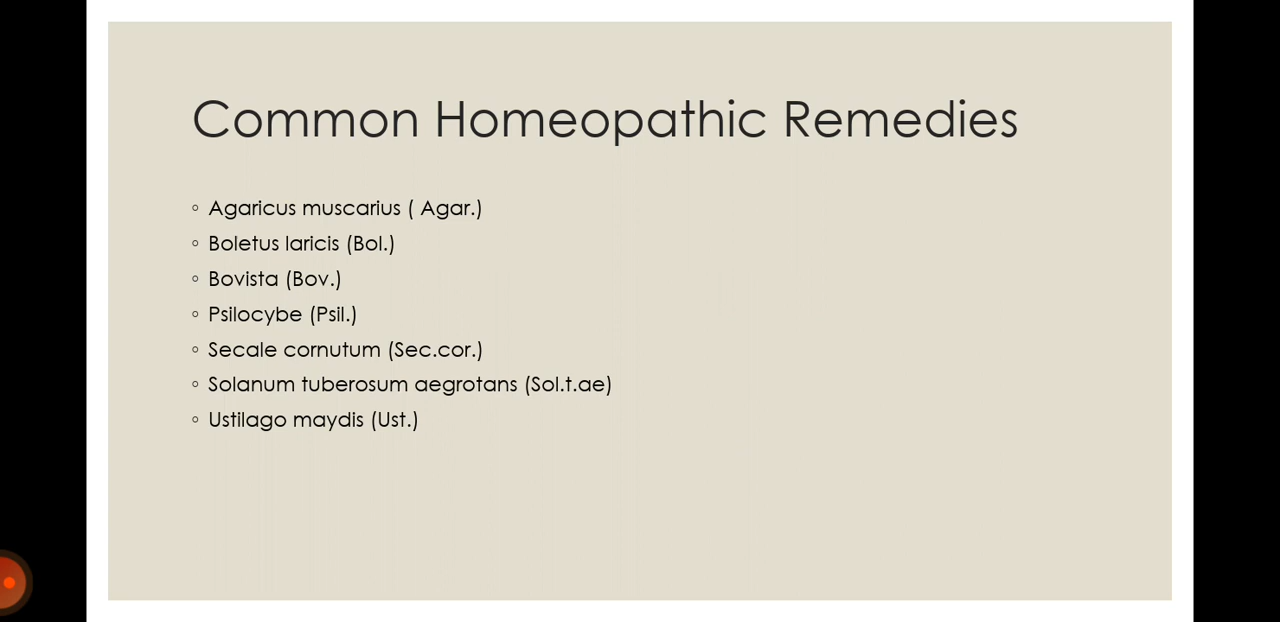 Common Homeopathic Remedies
◦ Agaricus muscarius ( Agar.)
◦ Boletus laricis (Bol.)
◦ Bovista (Bov.)
◦ Psilocybe (Psil.)
◦ Secale cornutum (Sec.cor.)
◦ Solanum tuberosum aegrotans (Sol.t.ae)
◦ Ustilago maydis (Ust.)